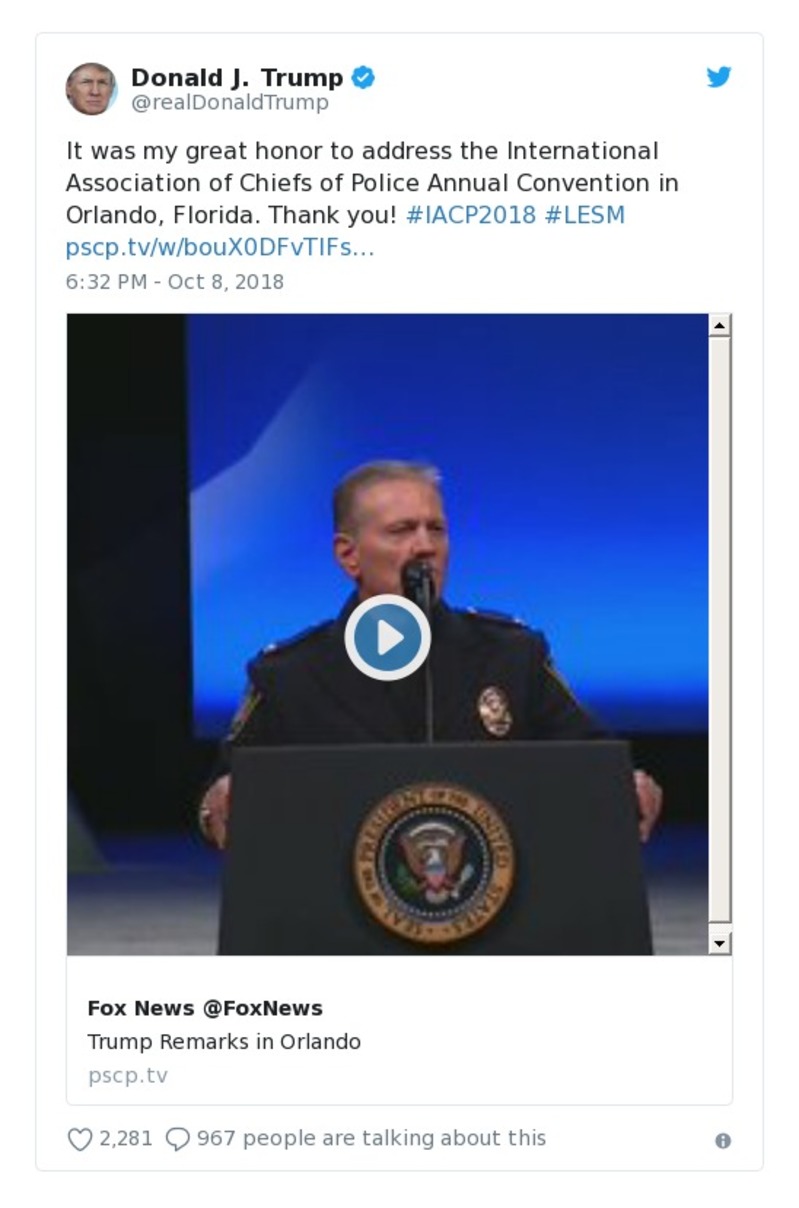 Donald J. Trump
@realDonaldTrump
It was my great honor to address the International
Association of Chiefs of Police Annual Convention in
Orlando, Florida. Thank you! #IACP2018 #LESM
pscp.tv/w/bouX0DFvTIFs…
6:32 PM - Oct 8, 2018
SEAL OF THE PRESIDENT OF THE UNITED STATES
Fox News @FoxNews
Trump Remarks in Orlando
pscp.tv
2,281 967 people are talking about this